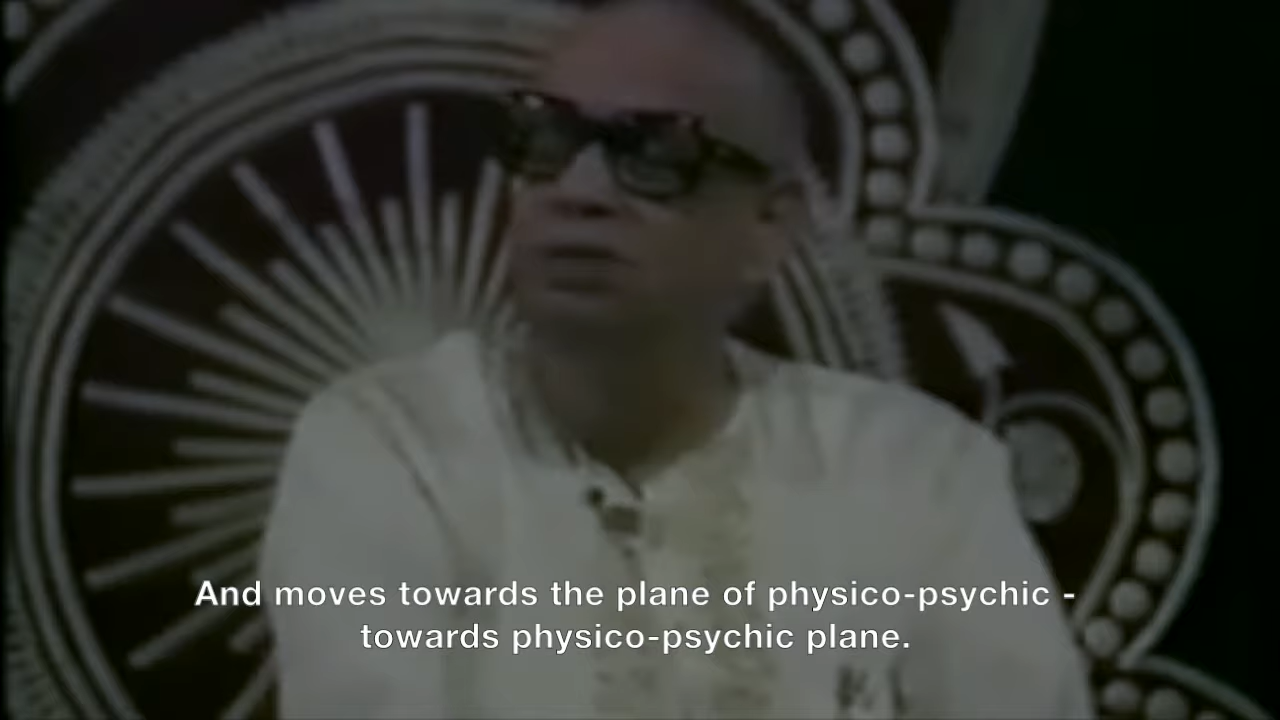 And moves towards the plane of physico-psychic -
towards physico-psychic plane.